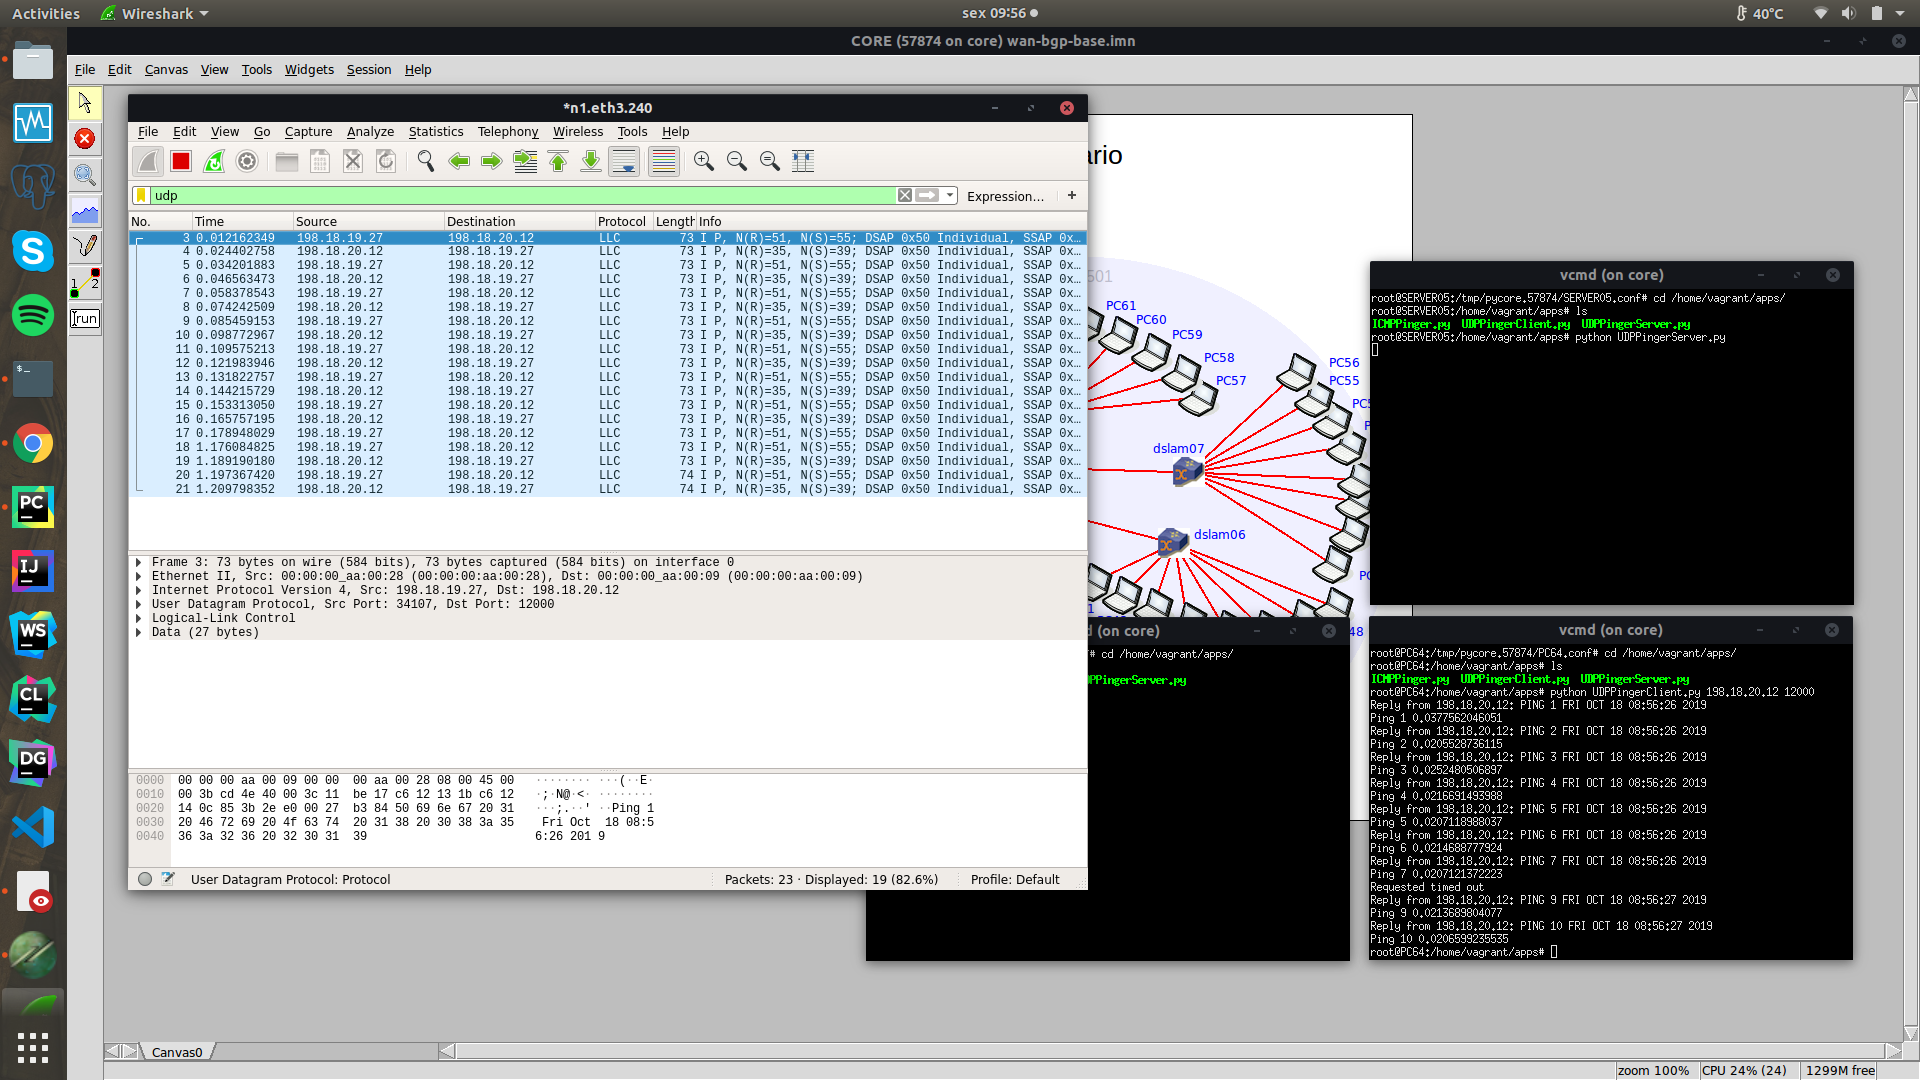 Activities Wireshark sex 09:56 40°C
CORE (57874 on core) wan-bgp-base.imn
File Edit Canvas View Tools Widgets Session Help
*n1.eth3.240
File Edit View Go Capture Analyze Statistics Telephony Wireless Tools Help
udp Expression… +
No. Time Source Destination Protocol Length Info
3 0.012162349 198.18.19.27 198.18.20.12 LLC 73 I P, N(R)=51, N(S)=55; DSAP 0x50 Individual, SSAP 0x…
4 0.024402758 198.18.20.12 198.18.19.27 LLC 73 I P, N(R)=35, N(S)=39; DSAP 0x50 Individual, SSAP 0x…
5 0.034201883 198.18.19.27 198.18.20.12 LLC 73 I P, N(R)=51, N(S)=55; DSAP 0x50 Individual, SSAP 0x…
6 0.046563473 198.18.20.12 198.18.19.27 LLC 73 I P, N(R)=35, N(S)=39; DSAP 0x50 Individual, SSAP 0x…
7 0.058378543 198.18.19.27 198.18.20.12 LLC 73 I P, N(R)=51, N(S)=55; DSAP 0x50 Individual, SSAP 0x…
8 0.074242509 198.18.20.12 198.18.19.27 LLC 73 I P, N(R)=35, N(S)=39; DSAP 0x50 Individual, SSAP 0x…
9 0.085459153 198.18.19.27 198.18.20.12 LLC 73 I P, N(R)=51, N(S)=55; DSAP 0x50 Individual, SSAP 0x…
10 0.098772967 198.18.20.12 198.18.19.27 LLC 73 I P, N(R)=35, N(S)=39; DSAP 0x50 Individual, SSAP 0x…
11 0.109575213 198.18.19.27 198.18.20.12 LLC 73 I P, N(R)=51, N(S)=55; DSAP 0x50 Individual, SSAP 0x…
12 0.121983946 198.18.20.12 198.18.19.27 LLC 73 I P, N(R)=35, N(S)=39; DSAP 0x50 Individual, SSAP 0x…
13 0.131822757 198.18.19.27 198.18.20.12 LLC 73 I P, N(R)=51, N(S)=55; DSAP 0x50 Individual, SSAP 0x…
14 0.144215729 198.18.20.12 198.18.19.27 LLC 73 I P, N(R)=35, N(S)=39; DSAP 0x50 Individual, SSAP 0x…
15 0.153313050 198.18.19.27 198.18.20.12 LLC 73 I P, N(R)=51, N(S)=55; DSAP 0x50 Individual, SSAP 0x…
16 0.165757195 198.18.20.12 198.18.19.27 LLC 73 I P, N(R)=35, N(S)=39; DSAP 0x50 Individual, SSAP 0x…
17 0.178948029 198.18.19.27 198.18.20.12 LLC 73 I P, N(R)=51, N(S)=55; DSAP 0x50 Individual, SSAP 0x…
18 1.176084825 198.18.19.27 198.18.20.12 LLC 73 I P, N(R)=51, N(S)=55; DSAP 0x50 Individual, SSAP 0x…
19 1.189190180 198.18.20.12 198.18.19.27 LLC 73 I P, N(R)=35, N(S)=39; DSAP 0x50 Individual, SSAP 0x…
20 1.197367420 198.18.19.27 198.18.20.12 LLC 74 I P, N(R)=51, N(S)=55; DSAP 0x50 Individual, SSAP 0x…
21 1.209798352 198.18.20.12 198.18.19.27 LLC 74 I P, N(R)=35, N(S)=39; DSAP 0x50 Individual, SSAP 0x…
Frame 3: 73 bytes on wire (584 bits), 73 bytes captured (584 bits) on interface 0
Ethernet II, Src: 00:00:00_aa:00:28 (00:00:00:aa:00:28), Dst: 00:00:00_aa:00:09 (00:00:00:aa:00:09)
Internet Protocol Version 4, Src: 198.18.19.27, Dst: 198.18.20.12
User Datagram Protocol, Src Port: 34107, Dst Port: 12000
Logical-Link Control
Data (27 bytes)
0000 00 00 00 aa 00 09 00 00 00 aa 00 28 08 00 45 00 ········ ···(··E·
0010 00 3b cd 4e 40 00 3c 11 be 17 c6 12 13 1b c6 12 ·;·N@·<· ········
0020 14 0c 85 3b 2e e0 00 27 b3 84 50 69 6e 67 20 31 ···;.··' ··Ping 1
0030 20 46 72 69 20 4f 63 74 20 31 38 20 30 38 3a 35 Fri Oct 18 08:5
0040 36 3a 32 36 20 32 30 31 39 6:26 201 9
User Datagram Protocol: Protocol Packets: 23 · Displayed: 19 (82.6%) Profile: Default
ario
501
PC61
PC60
PC59
PC58
PC57
PC56
PC55
dslam07
dslam06
48
vcmd (on core)
root@SERVER05:/tmp/pycore.57874/SERVER05.conf# cd /home/vagrant/apps/
root@SERVER05:/home/vagrant/apps# ls
ICMPPinger.py UDPPingerClient.py UDPPingerServer.py
root@SERVER05:/home/vagrant/apps# python UDPPingerServer.py
d (on core)
# cd /home/vagrant/apps/
PPingerServer.py
vcmd (on core)
root@PC64:/tmp/pycore.57874/PC64.conf# cd /home/vagrant/apps/
root@PC64:/home/vagrant/apps# ls
ICMPPinger.py UDPPingerClient.py UDPPingerServer.py
root@PC64:/home/vagrant/apps# python UDPPingerClient.py 198.18.20.12 12000
Reply from 198.18.20.12: PING 1 FRI OCT 18 08:56:26 2019
Ping 1 0.0377562046051
Reply from 198.18.20.12: PING 2 FRI OCT 18 08:56:26 2019
Ping 2 0.0205528736115
Reply from 198.18.20.12: PING 3 FRI OCT 18 08:56:26 2019
Ping 3 0.0252480506897
Reply from 198.18.20.12: PING 4 FRI OCT 18 08:56:26 2019
Ping 4 0.0216691493988
Reply from 198.18.20.12: PING 5 FRI OCT 18 08:56:26 2019
Ping 5 0.0207118988037
Reply from 198.18.20.12: PING 6 FRI OCT 18 08:56:26 2019
Ping 6 0.0214688777924
Reply from 198.18.20.12: PING 7 FRI OCT 18 08:56:26 2019
Ping 7 0.0207121372223
Requested timed out
Reply from 198.18.20.12: PING 9 FRI OCT 18 08:56:27 2019
Ping 9 0.0213689804077
Reply from 198.18.20.12: PING 10 FRI OCT 18 08:56:27 2019
Ping 10 0.0206599235535
root@PC64:/home/vagrant/apps#
1 2
run
PC
IJ
WS
CL
DG
Canvas0
zoom 100% CPU 24% (24) 1299M free